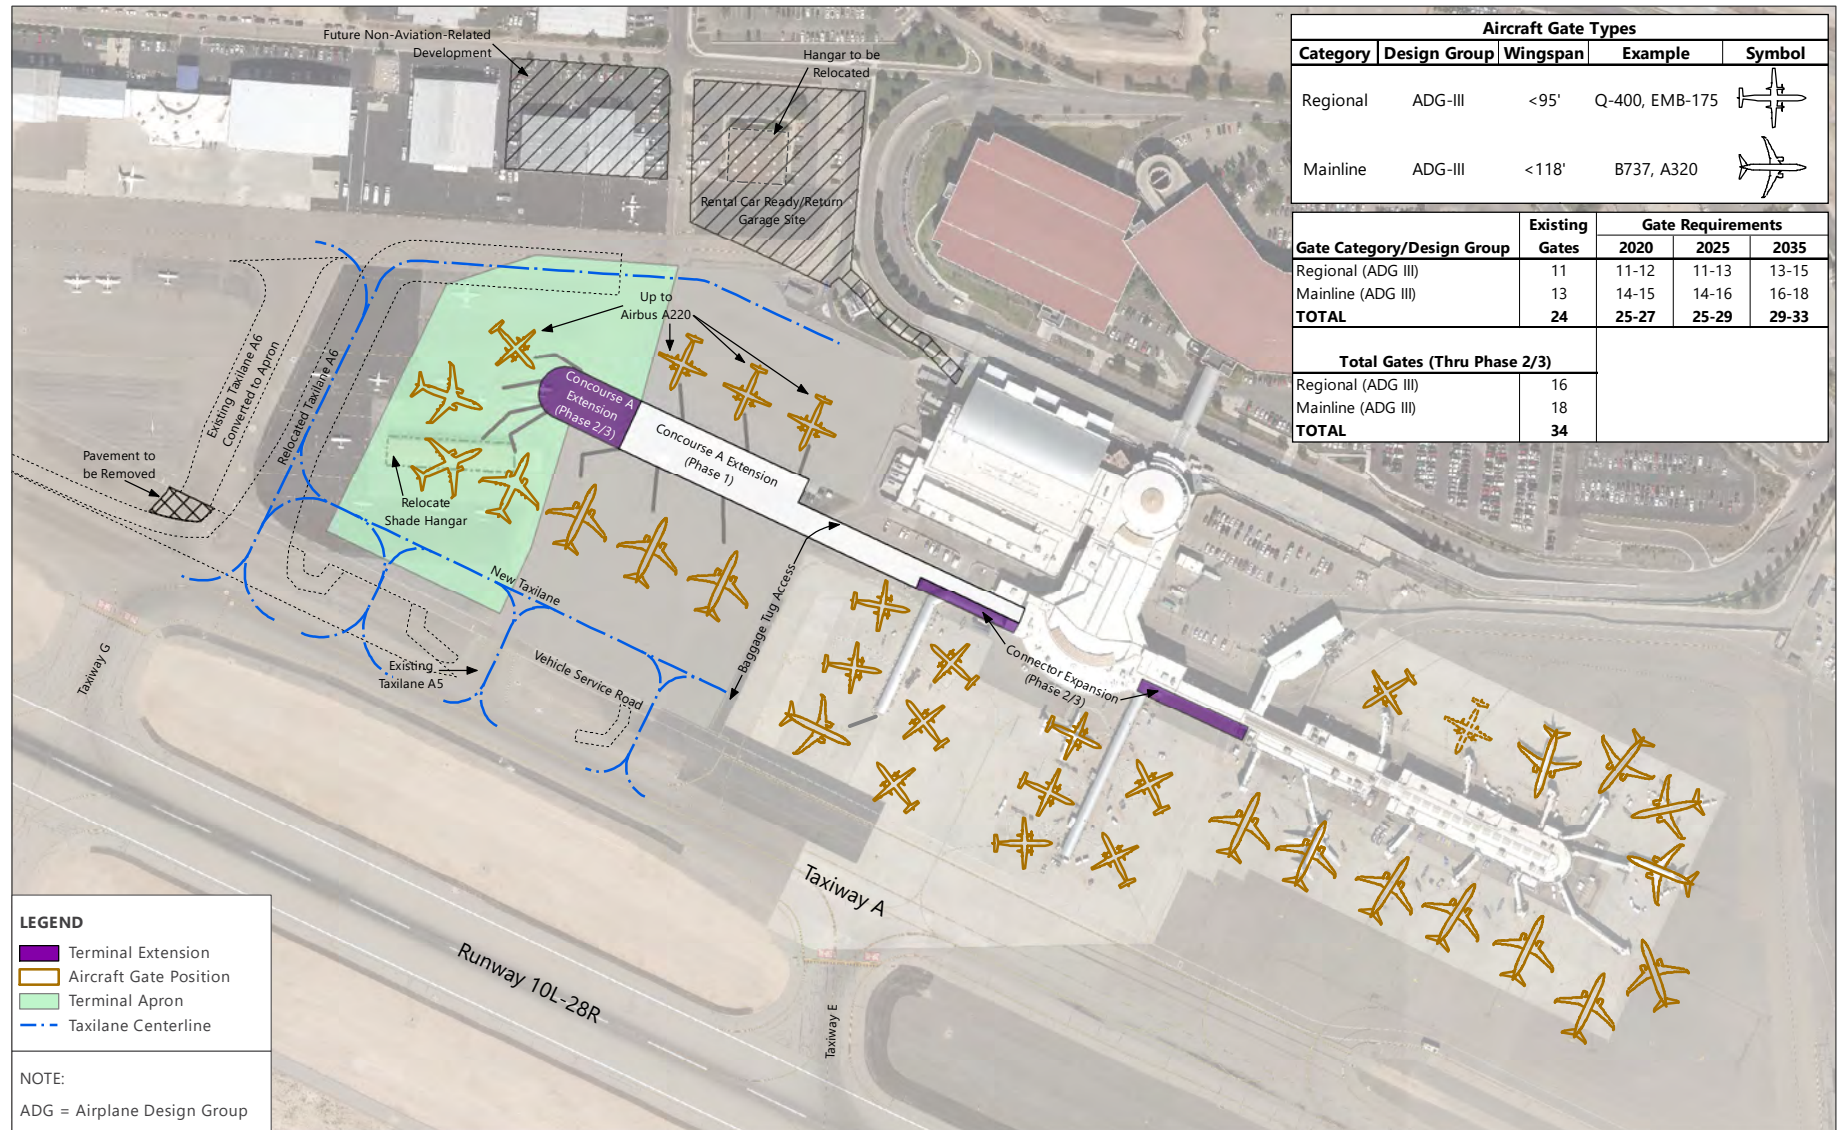 Future Non-Aviation-Related
Development
Hangar to be
Relocated
Rental Car Ready/Return
Garage Site
Aircraft Gate Types
Category Design Group Wingspan Example Symbol
Regional ADG-III <95' Q-400, EMB-175
Mainline ADG-III <118' B737, A320
Existing Gate Requirements
Gate Category/Design Group Gates 2020 2025 2035
Regional (ADG III) 11 11-12 11-13 13-15
Mainline (ADG III) 13 14-15 14-16 16-18
TOTAL 24 25-27 25-29 29-33
Total Gates (Thru Phase 2/3)
Regional (ADG III) 16
Mainline (ADG III) 18
TOTAL 34
Up to
Airbus A220
Existing Taxilane A6
Converted to Apron
Relocated Taxilane A6
Concourse A
Extension
(Phase 2/3)
Concourse A Extension
(Phase 1)
Pavement to
be Removed
Relocate
Shade Hangar
New Taxilane
Baggage Tug Access
Taxiway G
Existing
Taxilane A5
Vehicle Service Road
Connector Expansion
(Phase 2/3)
Taxiway A
Runway 10L-28R
Taxiway E
LEGEND
Terminal Extension
Aircraft Gate Position
Terminal Apron
Taxilane Centerline
NOTE:
ADG = Airplane Design Group